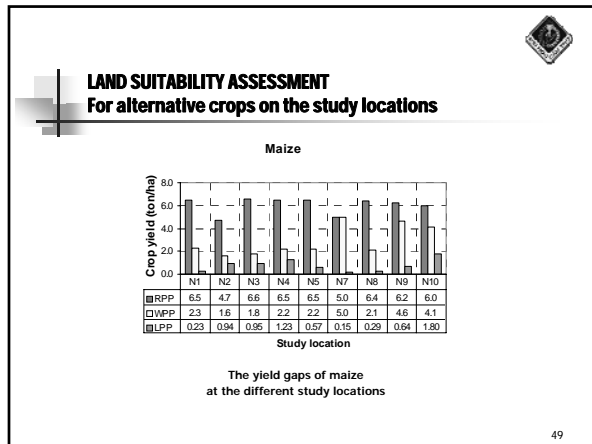 LAND SUITABILITY ASSESSMENT
For alternative crops on the study locations
Maize
Crop yield (ton/ha)
8.0
6.0
4.0
2.0
0.0
N1 N2 N3 N4 N5 N7 N8 N9 N10
RPP 6.5 4.7 6.6 6.5 6.5 5.0 6.4 6.2 6.0
WPP 2.3 1.6 1.8 2.2 2.2 5.0 2.1 4.6 4.1
LPP 0.23 0.94 0.95 1.23 0.57 0.15 0.29 0.64 1.80
Study location
The yield gaps of maize
at the different study locations
49